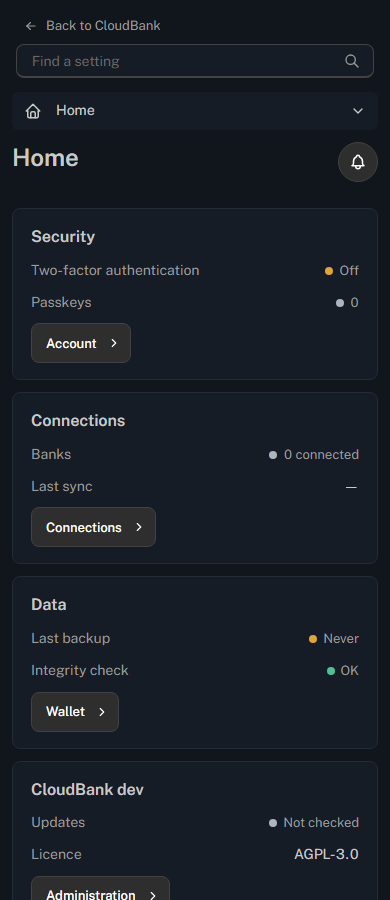 Back to CloudBank
Find a setting
Home
Home
Security
Two-factor authentication Off
Passkeys 0
Account
Connections
Banks 0 connected
Last sync —
Connections
Data
Last backup Never
Integrity check OK
Wallet
CloudBank dev
Updates Not checked
Licence AGPL-3.0
Administration